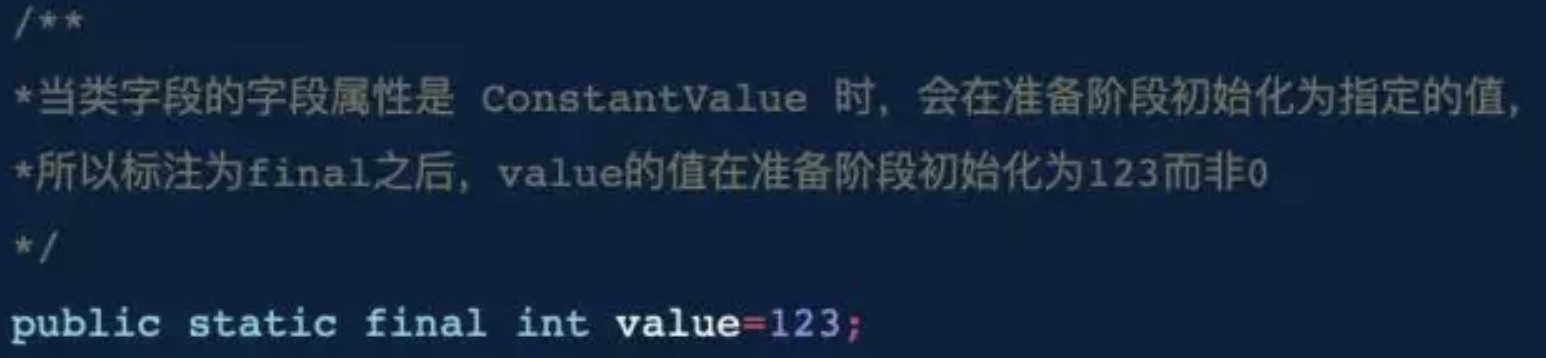 /**
*当类字段的字段属性是 ConstantValue 时，会在准备阶段初始化为指定的值，
*所以标注为final之后，value的值在准备阶段初始化为123而非0
*/
public static final int value=123;